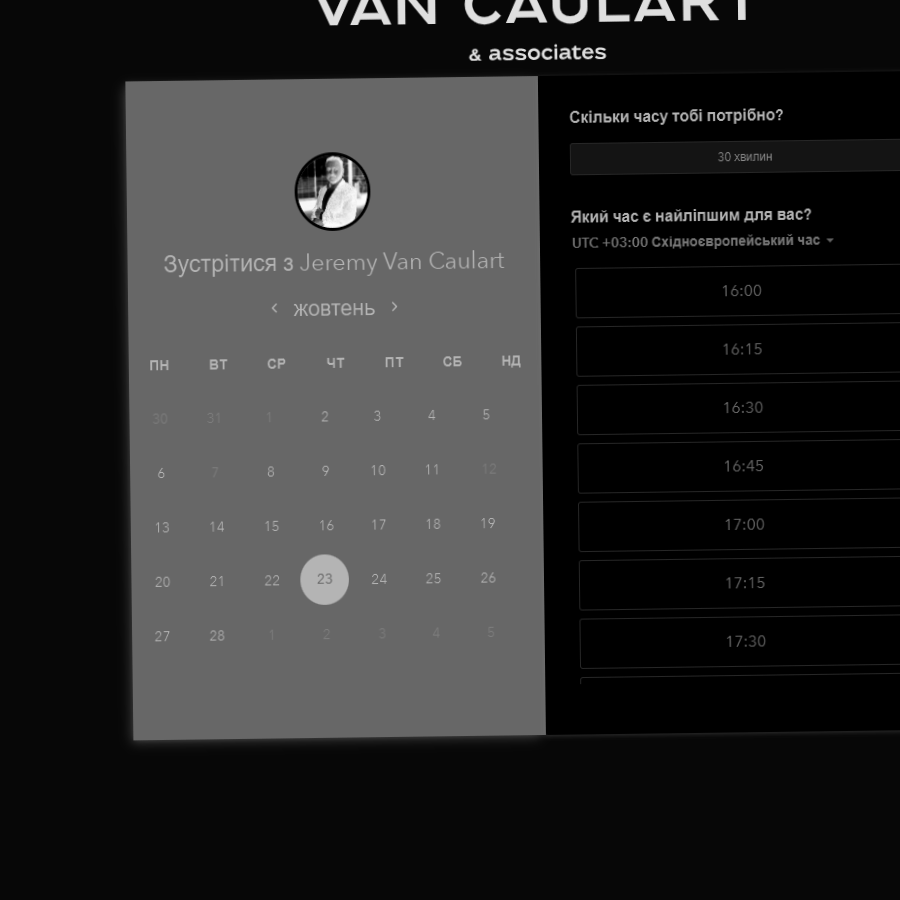 VAN CAULART
& associates
Зустрітися з Jeremy Van Caulart
жовтень
ПН ВТ СР ЧТ ПТ СБ НД
30 31 1 2 3 4 5
6 7 8 9 10 11 12
13 14 15 16 17 18 19
20 21 22 23 24 25 26
27 28 1 2 3 4 5
Скільки часу тобі потрібно?
30 хвилин
Який час є найліпшим для вас?
UTC +03:00 Східноєвропейський час
16:00
16:15
16:30
16:45
17:00
17:15
17:30